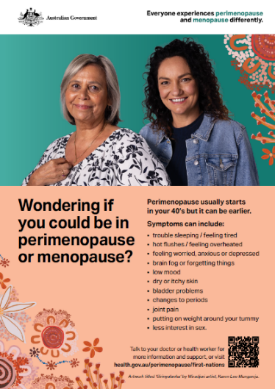 Australian Government
Everyone experiences perimenopause
and menopause differently.
Wondering if
you could be in
perimenopause
or menopause?
Perimenopause usually starts
in your 40's but it can be earlier.
Symptoms can include:
• trouble sleeping / feeling tired
• hot flushes / feeling overheated
• feeling worried, anxious or depressed
• brain fog or forgetting things
• low mood
• dry or itchy skin
• bladder problems
• changes to periods
• joint pain
• putting on weight around your tummy
• less interest in sex.
Talk to your doctor or health worker for
more information and support, or visit
health.gov.au/perimenopause/first-nations